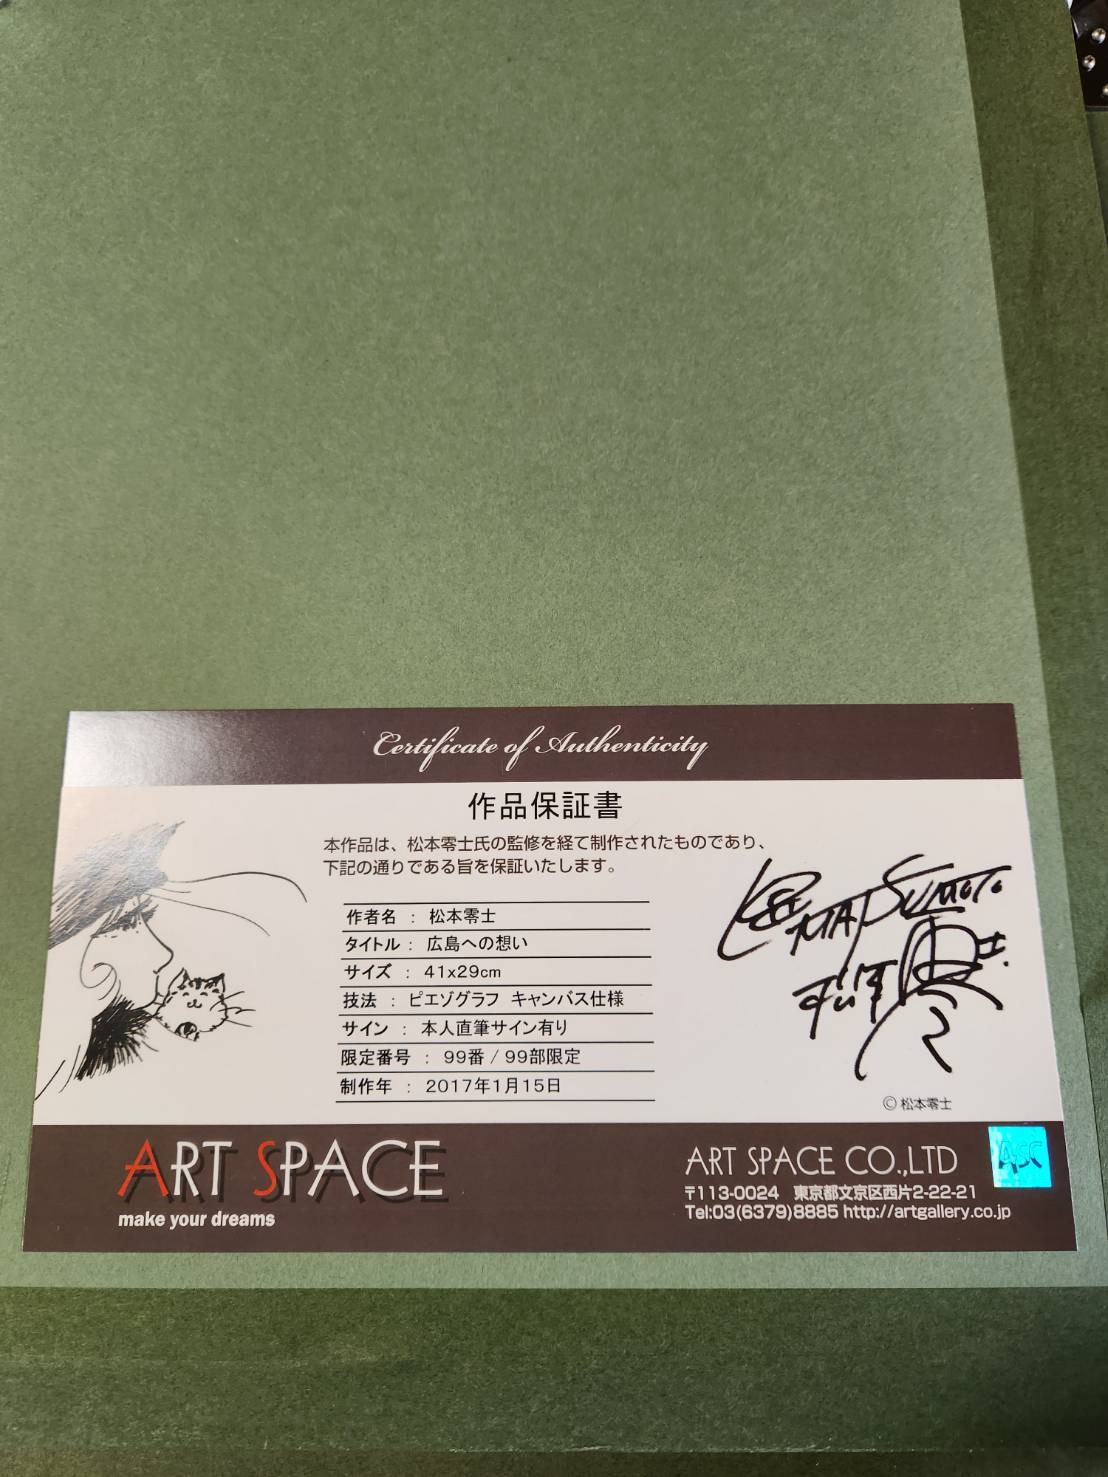 Certificate of Authenticity
作品保証書
本作品は、松本零士氏の監修を経て制作されたものであり、
下記の通りである旨を保証いたします。
作者名 : 松本零士
タイトル : 広島への想い
サイズ : 41x29cm
技法 : ピエゾグラフ キャンバス仕様
サイン : 本人直筆サイン有り
限定番号 : 99番 / 99部限定
制作年 : 2017年1月15日
MATSUMOTO
©松本零士
ART SPACE
make your dreams
ART SPACE CO.,LTD
〒113-0024 東京都文京区西片2-22-21
Tel:03(6379)8885 http://artgallery.co.jp
ASC